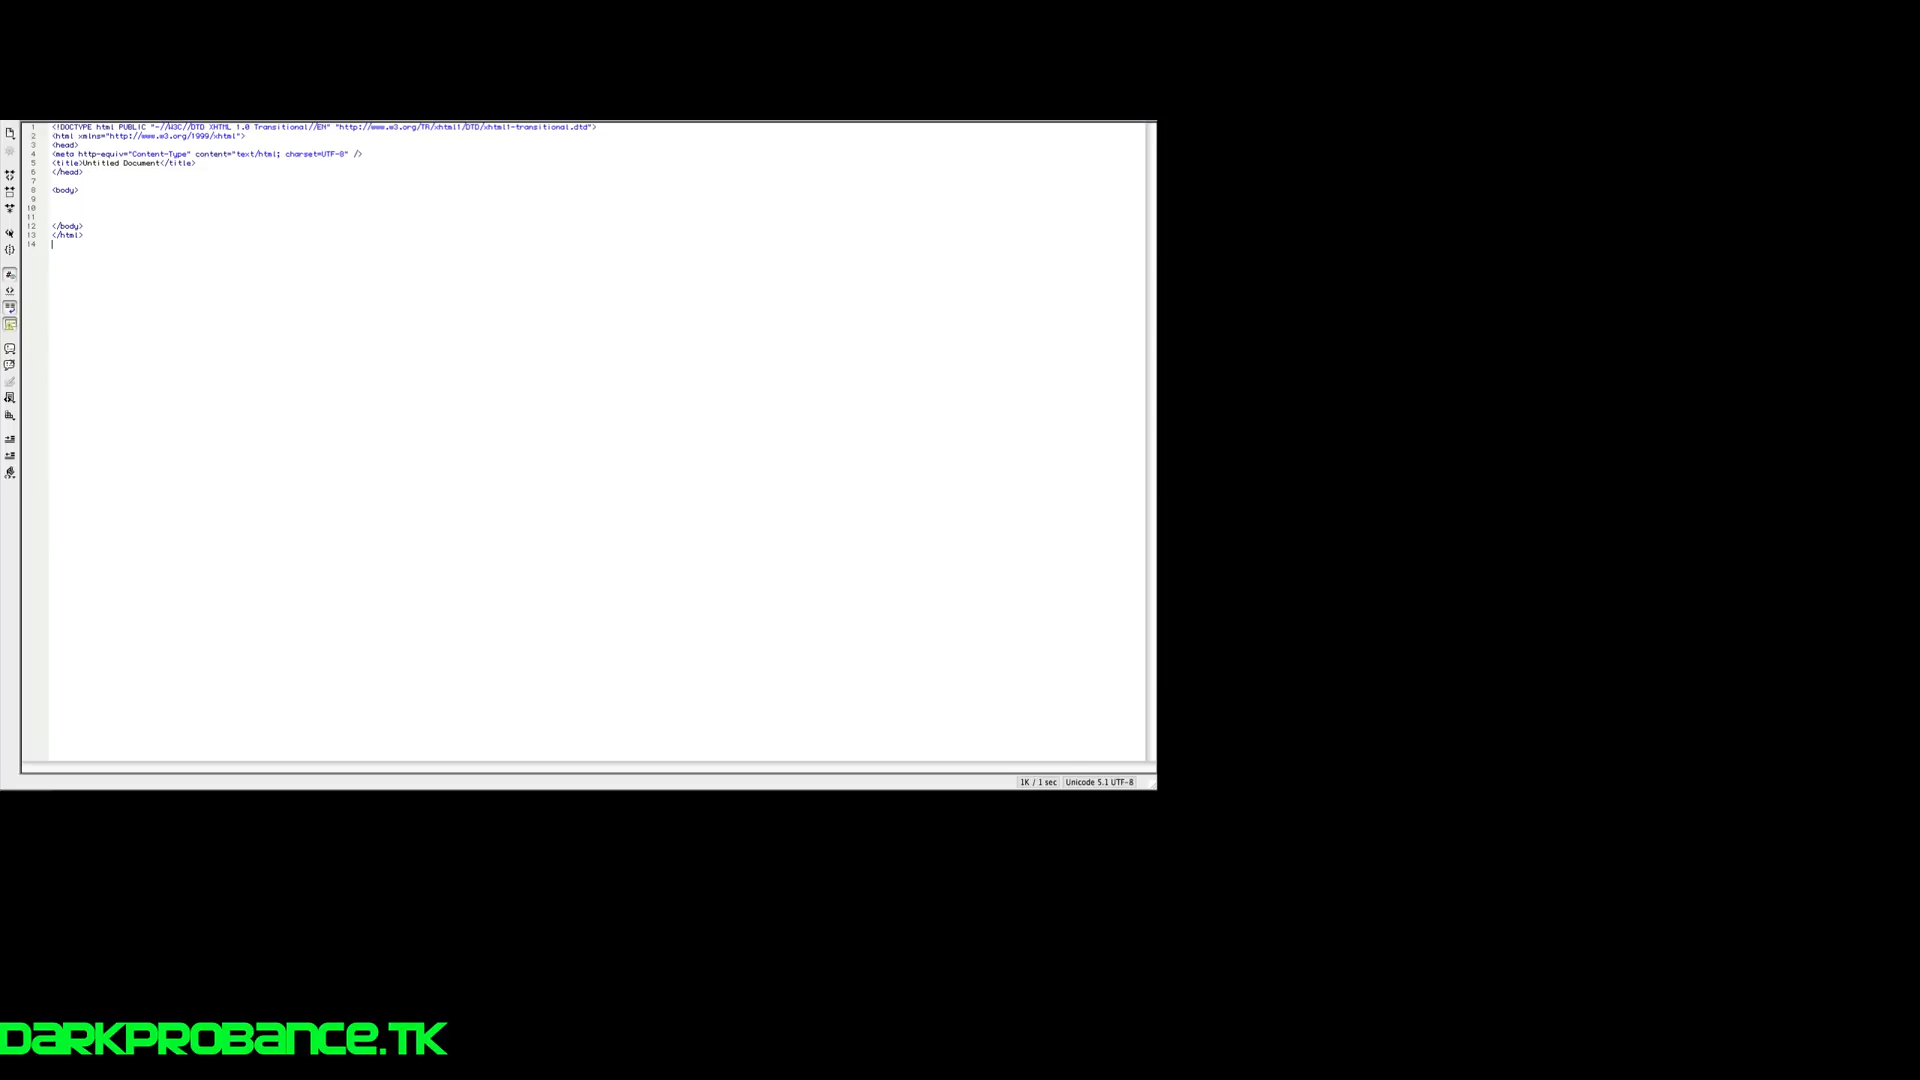 1 <!DOCTYPE html PUBLIC "-//W3C//DTD XHTML 1.0 Transitional//EN" "http://www.w3.org/TR/xhtml1/DTD/xhtml1-transitional.dtd">
2 <html xmlns="http://www.w3.org/1999/xhtml">
3 <head>
4 <meta http-equiv="Content-Type" content="text/html; charset=UTF-8" />
5 <title>Untitled Document</title>
6 </head>
7
8 <body>
9
10
11
12 </body>
13 </html>
14
1K / 1 sec Unicode 5.1 UTF-8
DARKPROBANCE.TK